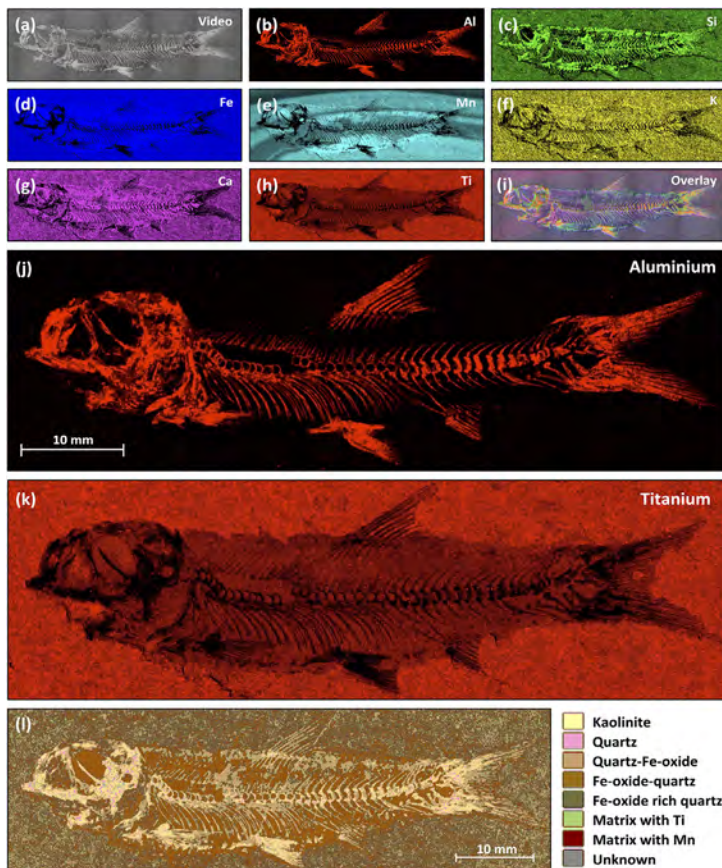 (a) Video
(b) Al
(c) Si
(d) Fe
(e) Mn
(f) K
(g) Ca
(h) Ti
(i) Overlay
(j) Aluminium
10 mm
(k) Titanium
(l)
10 mm
Kaolinite
Quartz
Quartz-Fe-oxide
Fe-oxide-quartz
Fe-oxide rich quartz
Matrix with Ti
Matrix with Mn
Unknown